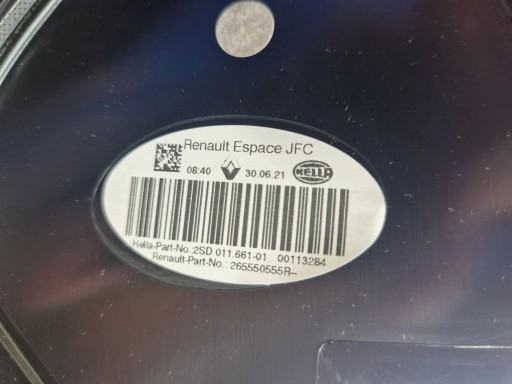 Renault Espace JFC
08:40 30.06.21 HELLA
Hella-Part-No.:2SD 011.661-01 00113284
Renault-Part-No.: 265550555R--